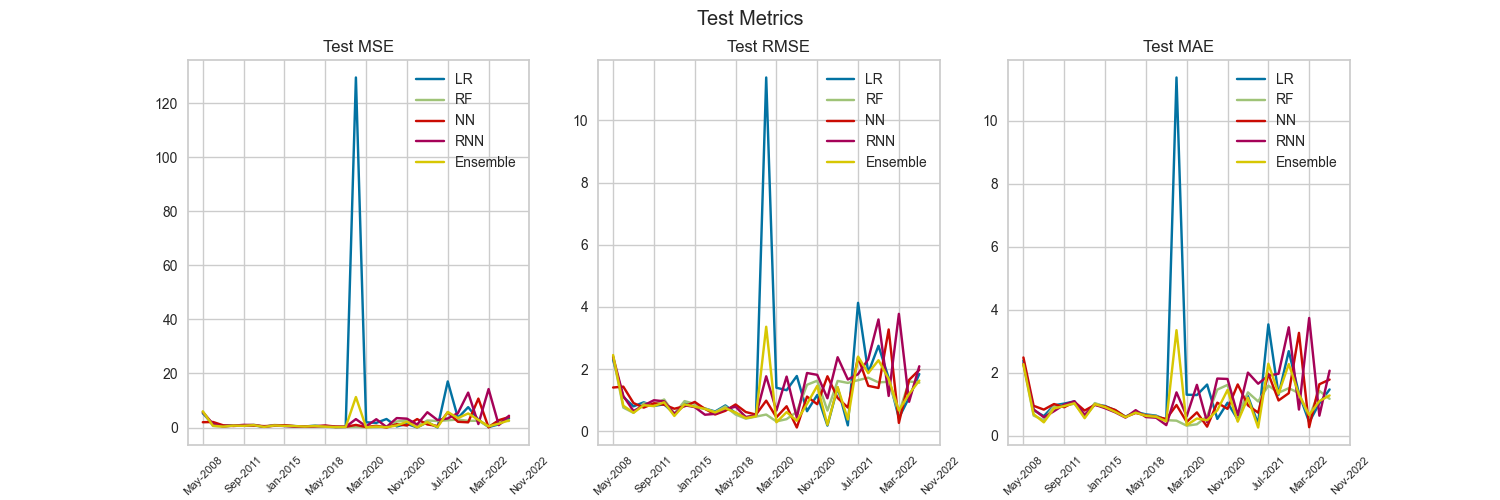 Test Metrics
Test MSE
120
100
80
60
40
20
0
LR
RF
NN
RNN
Ensemble
May-2008
Sep-2011
Jan-2015
May-2018
Mar-2020
Nov-2020
Jul-2021
Mar-2022
Nov-2022
Test RMSE
10
8
6
4
2
0
LR
RF
NN
RNN
Ensemble
May-2008
Sep-2011
Jan-2015
May-2018
Mar-2020
Nov-2020
Jul-2021
Mar-2022
Nov-2022
Test MAE
10
8
6
4
2
0
LR
RF
NN
RNN
Ensemble
May-2008
Sep-2011
Jan-2015
May-2018
Mar-2020
Nov-2020
Jul-2021
Mar-2022
Nov-2022